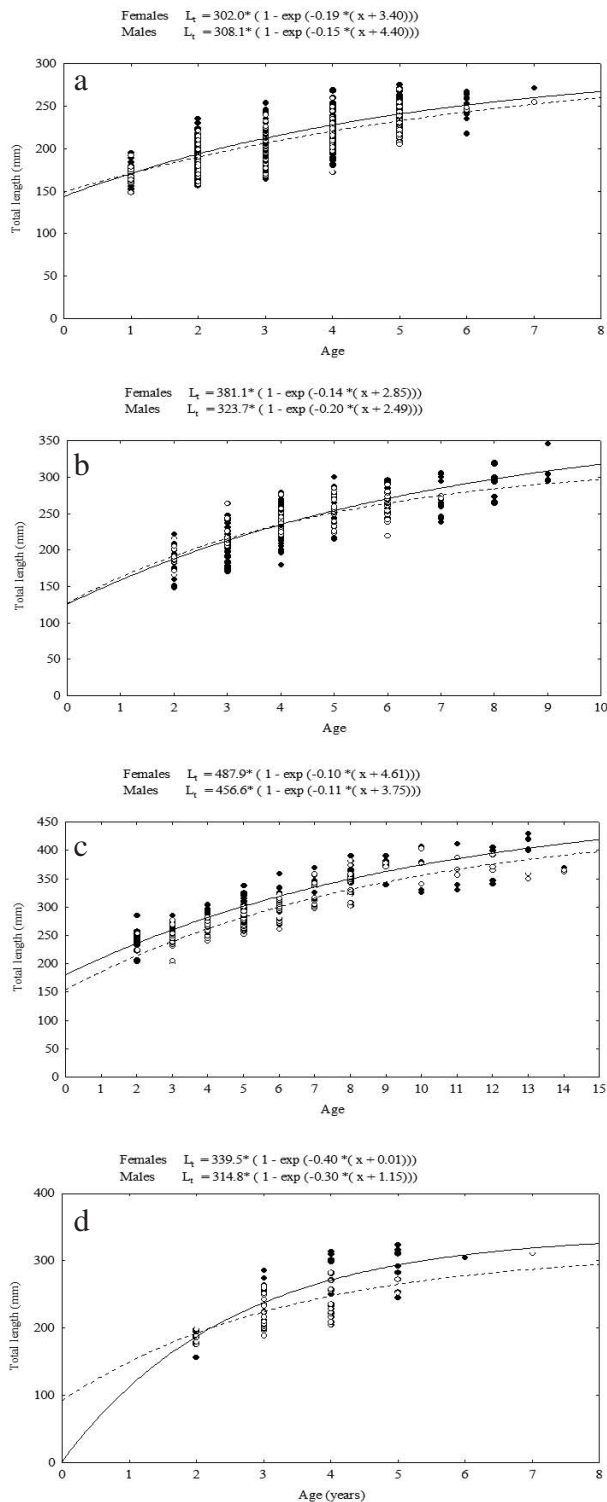 Females Lt = 302.0* ( 1 - exp (-0.19 *( x + 3.40)))
Males Lt = 308.1* ( 1 - exp (-0.15 *( x + 4.40)))
a
300
250
200
150
100
50
0
Total length (mm)
0 1 2 3 4 5 6 7 8
Age
Females Lt = 381.1* ( 1 - exp (-0.14 *( x + 2.85)))
Males Lt = 323.7* ( 1 - exp (-0.20 *( x + 2.49)))
b
350
300
250
200
150
100
50
0
Total length (mm)
0 1 2 3 4 5 6 7 8 9 10
Age
Females Lt = 487.9* ( 1 - exp (-0.10 *( x + 4.61)))
Males Lt = 456.6* ( 1 - exp (-0.11 *( x + 3.75)))
c
450
400
350
300
250
200
150
100
50
0
Total length (mm)
0 1 2 3 4 5 6 7 8 9 10 11 12 13 14 15
Age
Females Lt = 339.5* ( 1 - exp (-0.40 *( x + 0.01)))
Males Lt = 314.8* ( 1 - exp (-0.30 *( x + 1.15)))
d
400
300
200
100
0
Total length (mm)
0 1 2 3 4 5 6 7 8
Age (years)